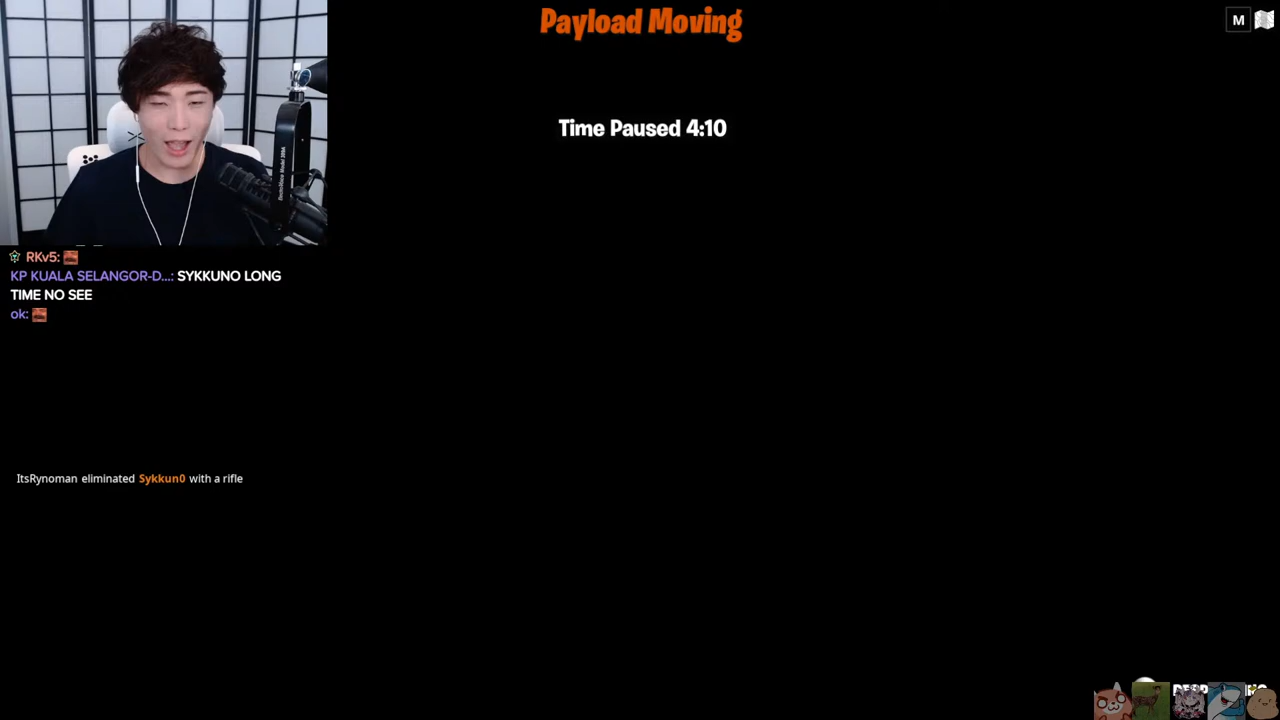 Payload Moving
M
Time Paused 4:10
RKv5:
KP KUALA SELANGOR-D...: SYKKUNO LONG
TIME NO SEE
ok:
ItsRynoman eliminated Sykkun0 with a rifle